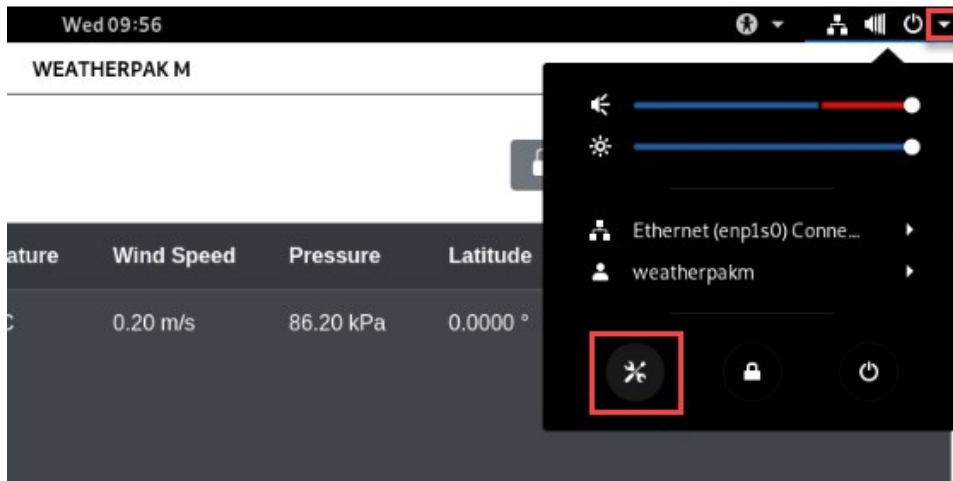 Wed 09:56
WEATHERPAK M
Ethernet (enp1s0) Conne...
weatherpakm
ature Wind Speed Pressure Latitude
C 0.20 m/s 86.20 kPa 0.0000 °